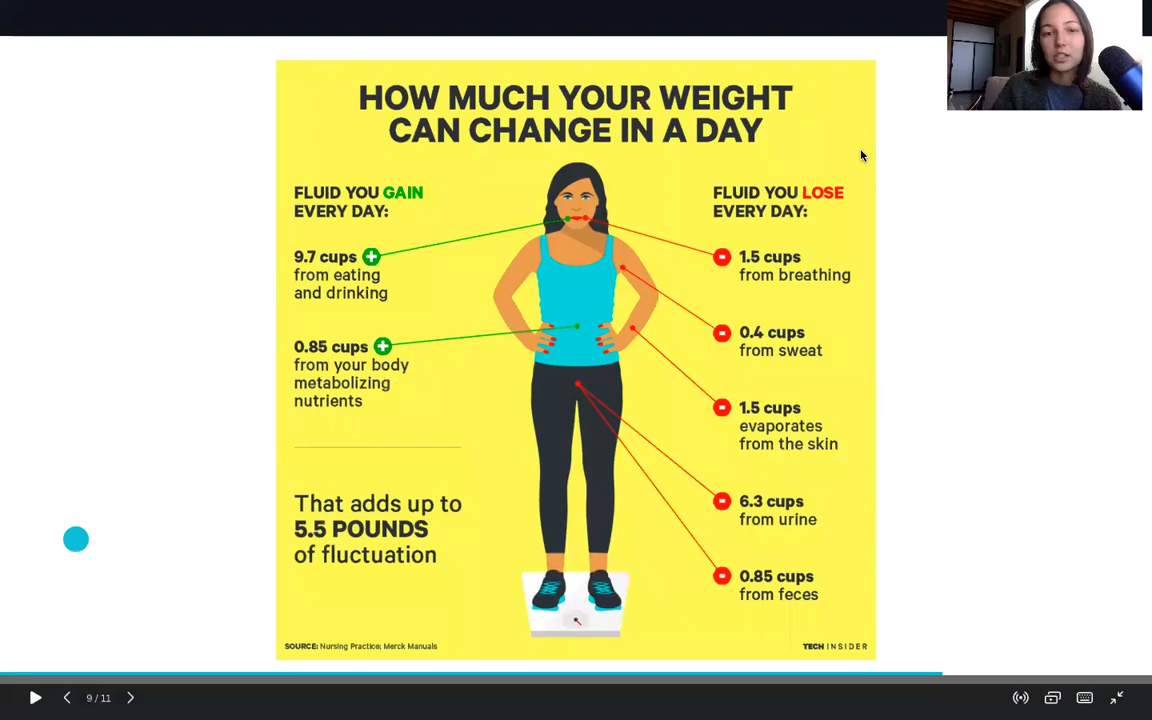 HOW MUCH YOUR WEIGHT
CAN CHANGE IN A DAY
FLUID YOU GAIN
EVERY DAY:
9.7 cups
from eating
and drinking
0.85 cups
from your body
metabolizing
nutrients
That adds up to
5.5 POUNDS
of fluctuation
FLUID YOU LOSE
EVERY DAY:
1.5 cups
from breathing
0.4 cups
from sweat
1.5 cups
evaporates
from the skin
6.3 cups
from urine
0.85 cups
from feces
SOURCE: Nursing Practice; Merck Manuals
TECH INSIDER
9 / 11